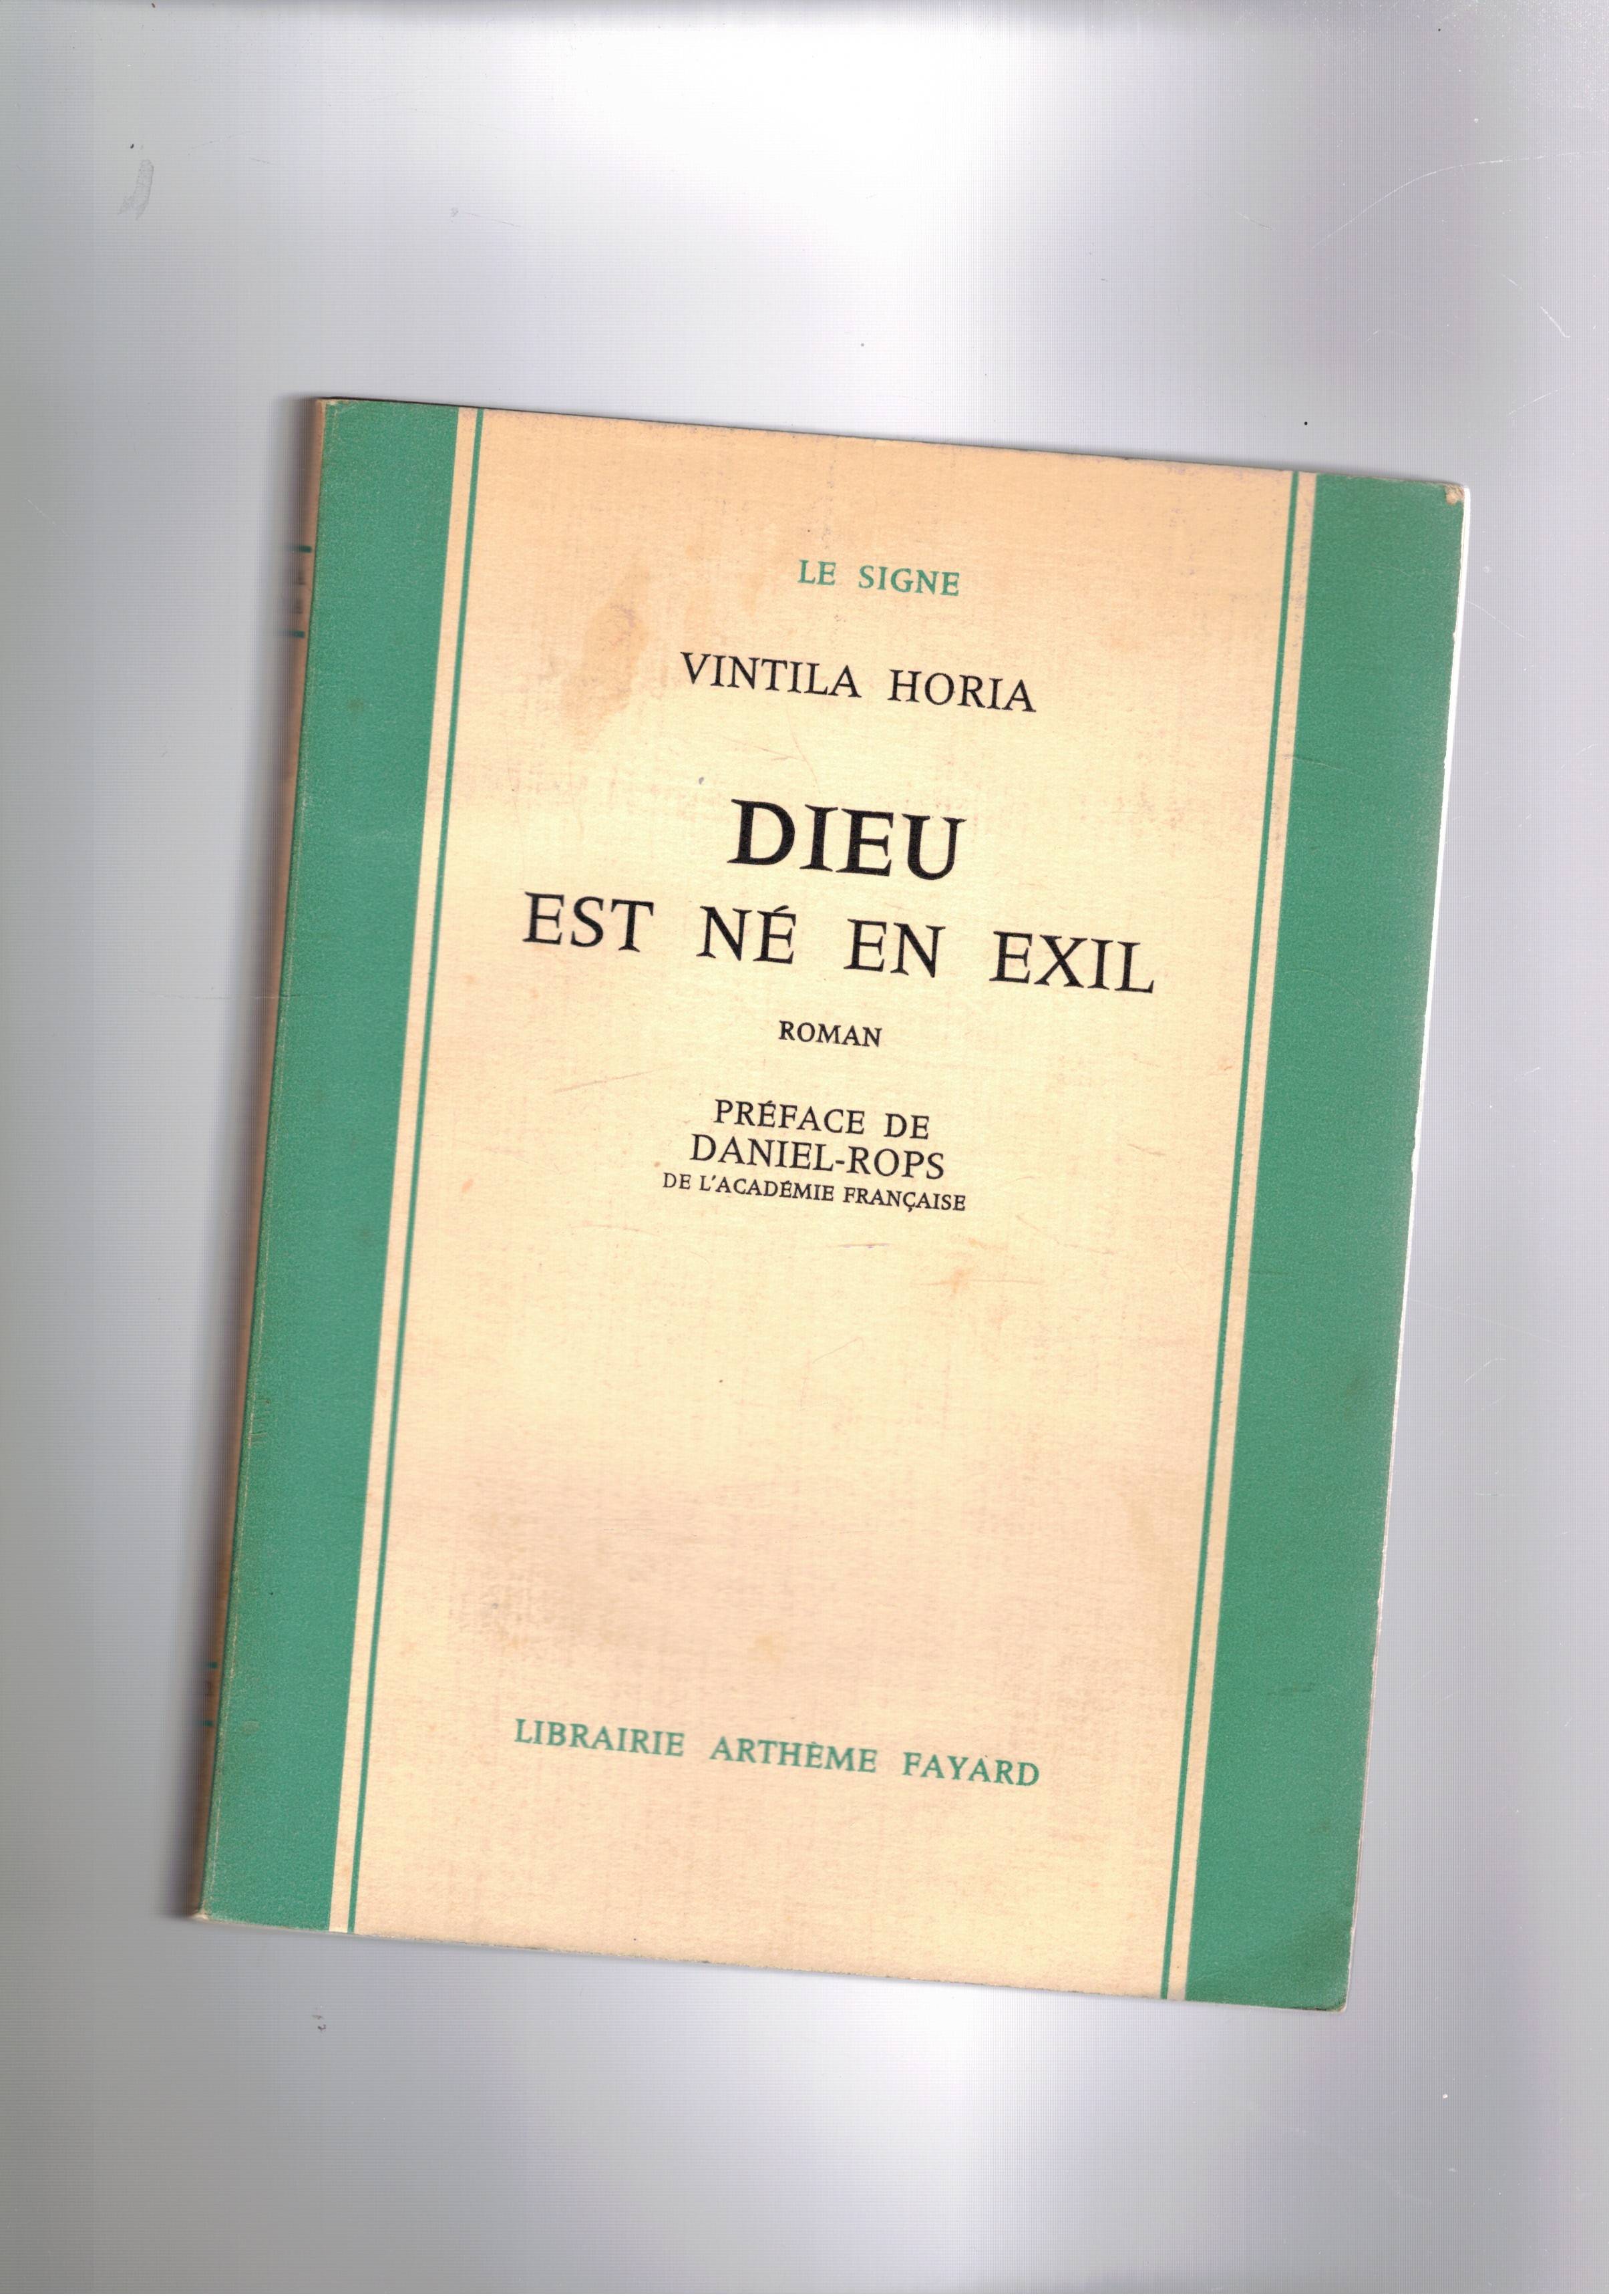 LE SIGNE
VINTILA HORIA
DIEU
EST NÉ EN EXIL
ROMAN
PRÉFACE DE
DANIEL-ROPS
DE L'ACADÉMIE FRANÇAISE
LIBRAIRIE ARTHÈME FAYARD